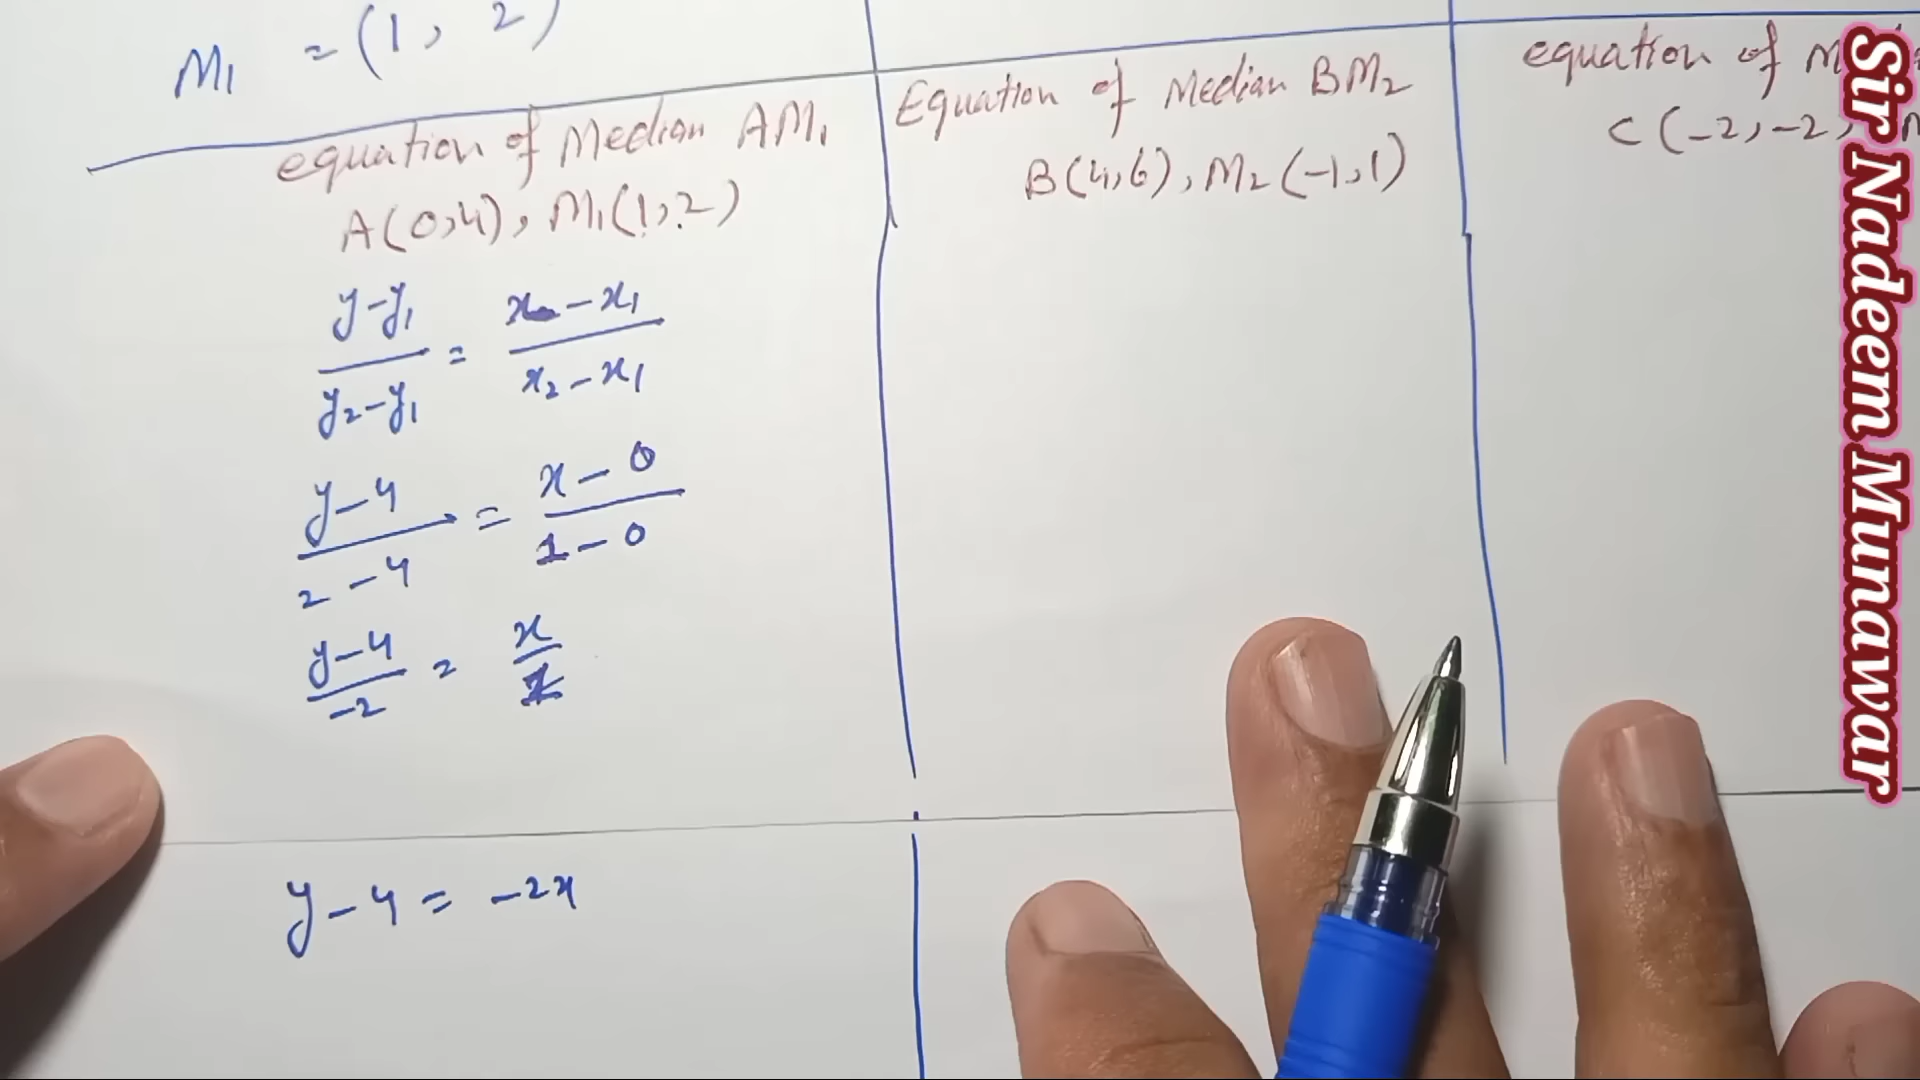 M₁ = (1, 2)
equation of Median AM₁
A(0,4), M₁(1,2)
y-y₁ / y₂-y₁ = x-x₁ / x₂-x₁
y-4 / 2-4 = x-0 / 1-0
y-4 / -2 = x / 1
y-4 = -2x
Equation of Median BM₂
B(4,6), M₂(-1,1)
equation of
C(-2,-2,
Sir Nadeem Munawar